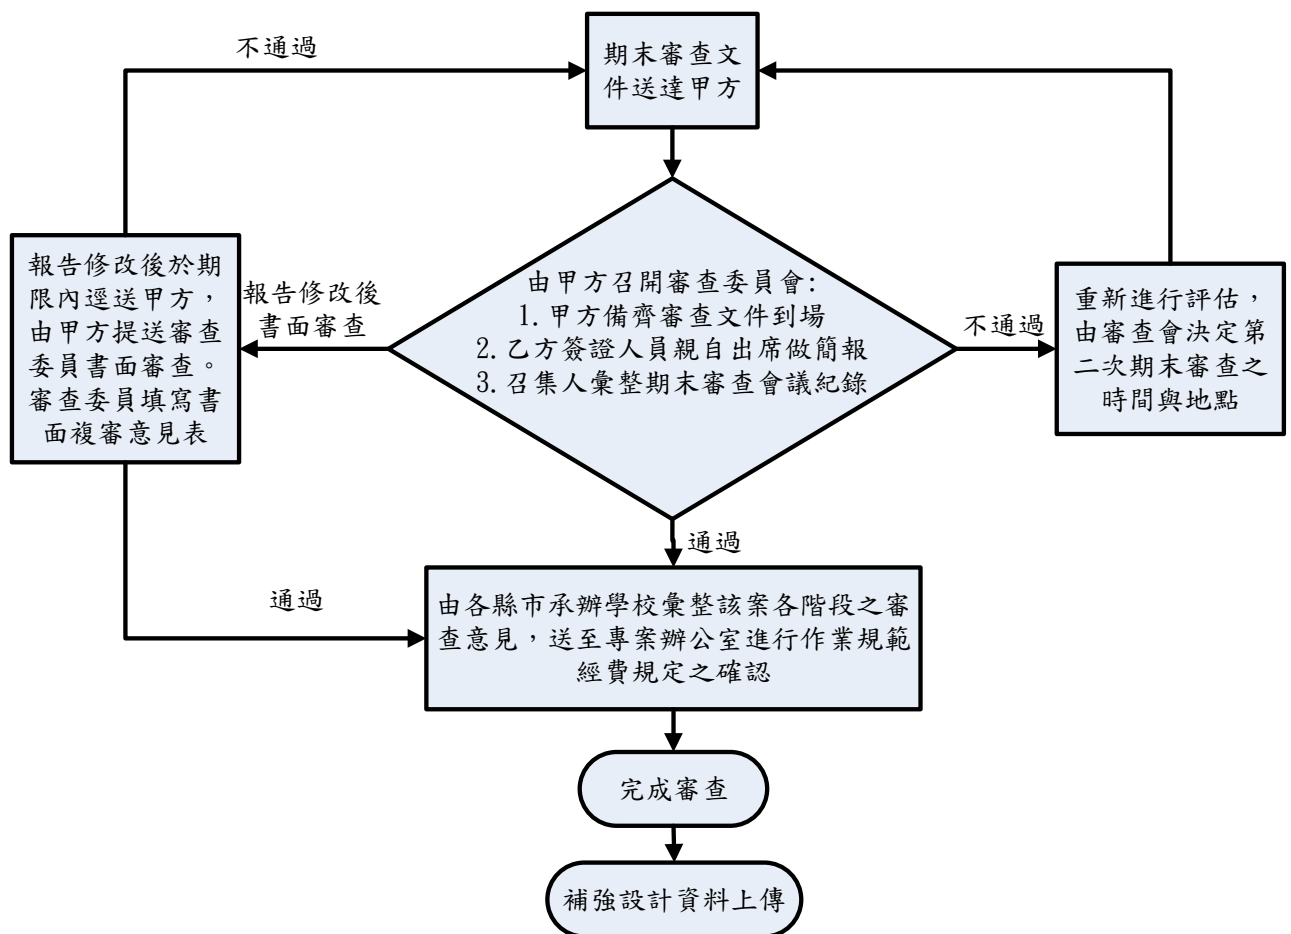 不通過
期末審查文
件送達甲方
報告修改後於期
限內逕送甲方，
由甲方提送審查
委員書面審查。
審查委員填寫書
面複審意見表
報告修改後
書面審查
由甲方召開審查委員會:
1.甲方備齊審查文件到場
2.乙方簽證人員親自出席做簡報
3.召集人彙整期末審查會議紀錄
不通過
重新進行評估，
由審查會決定第
二次期末審查之
時間與地點
通過
通過
由各縣市承辦學校彙整該案各階段之審
查意見，送至專案辦公室進行作業規範
經費規定之確認
完成審查
補強設計資料上傳